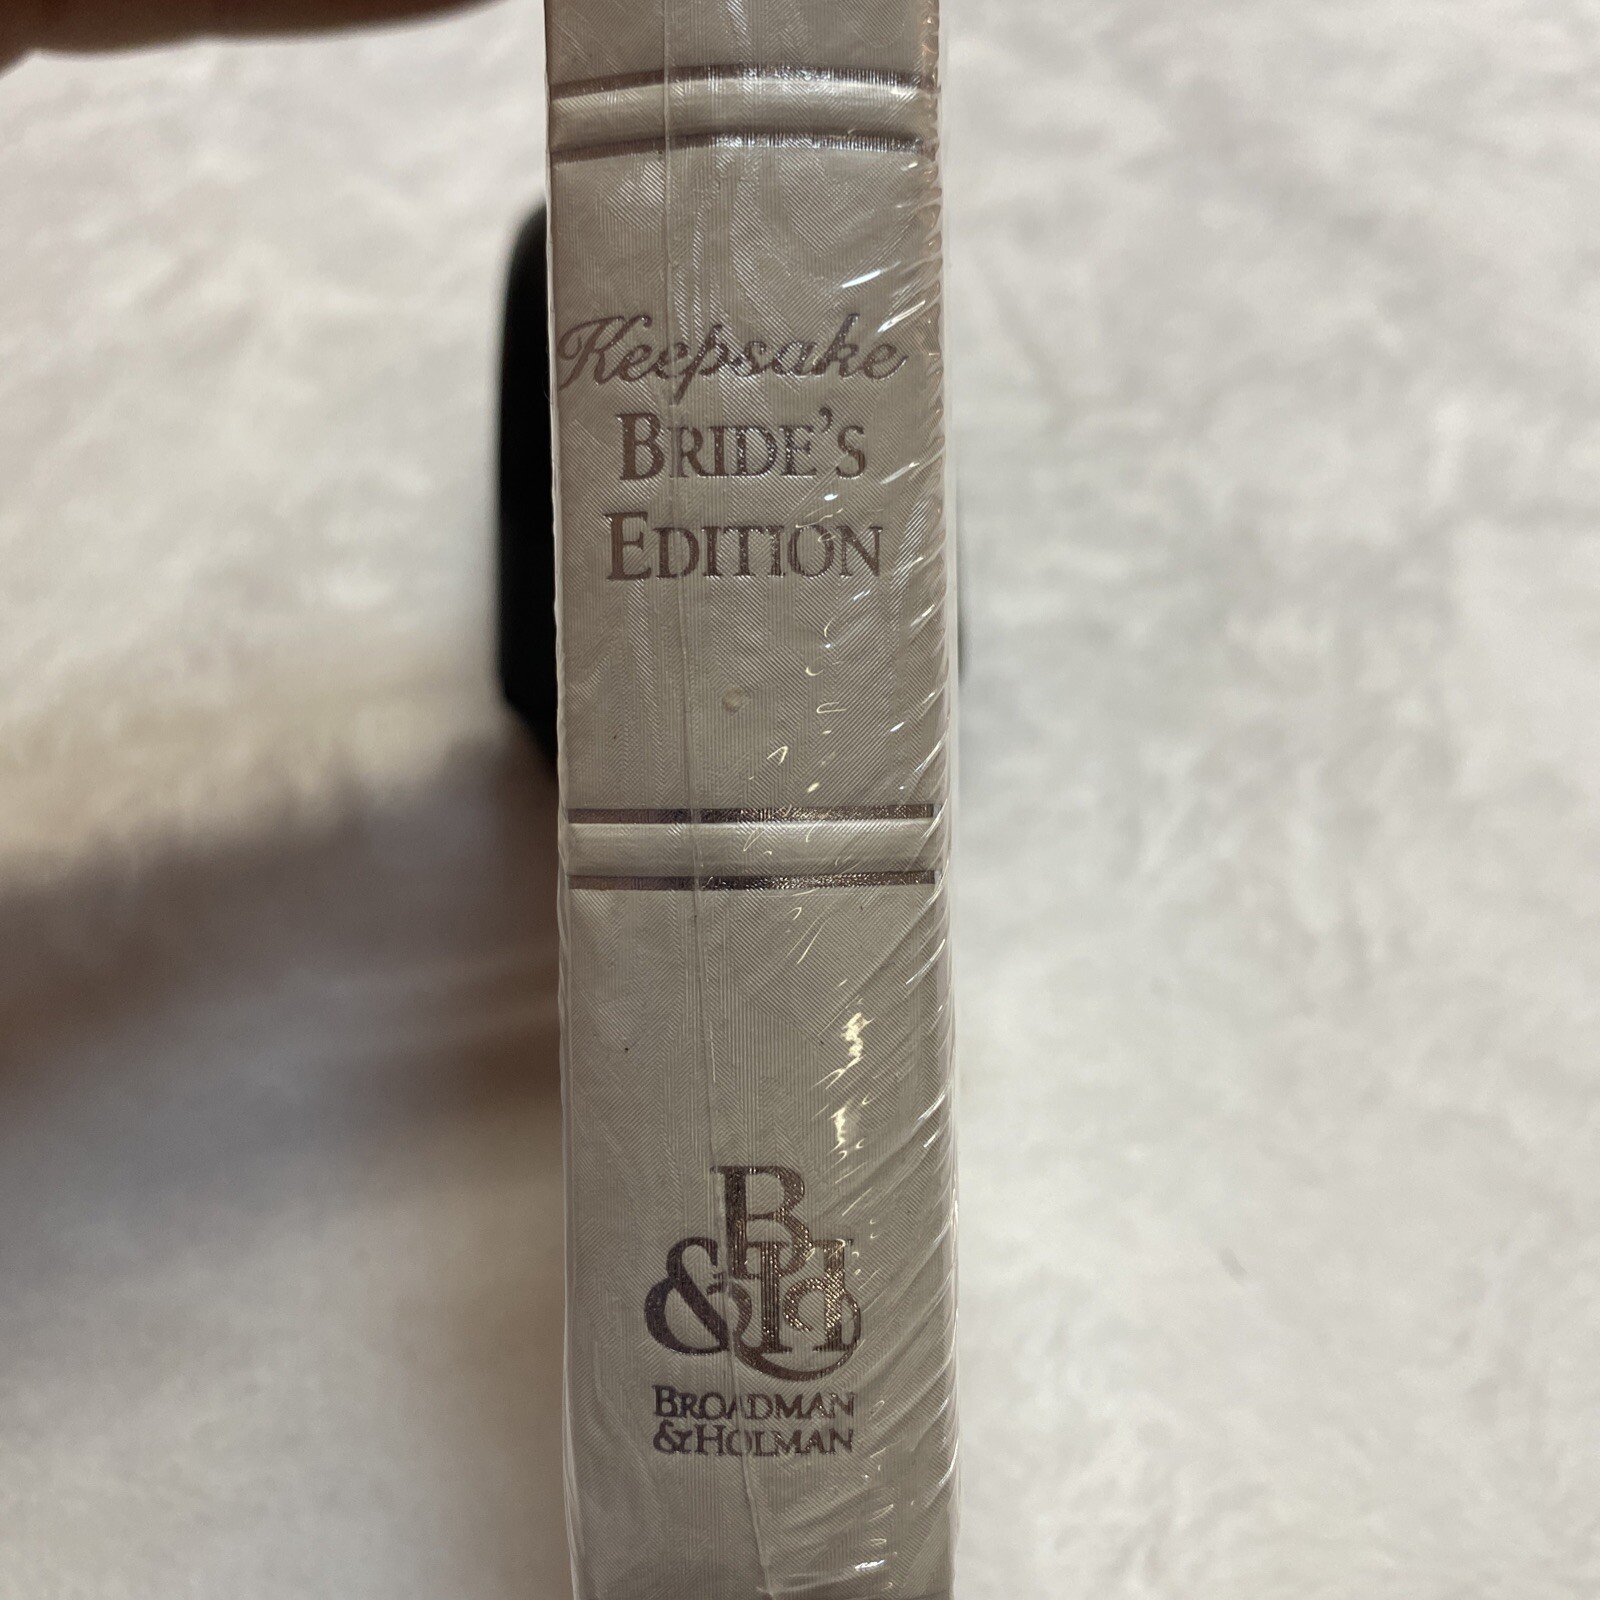 Keepsake
BRIDE'S
EDITION
B
&H
BROADMAN
&HOLMAN